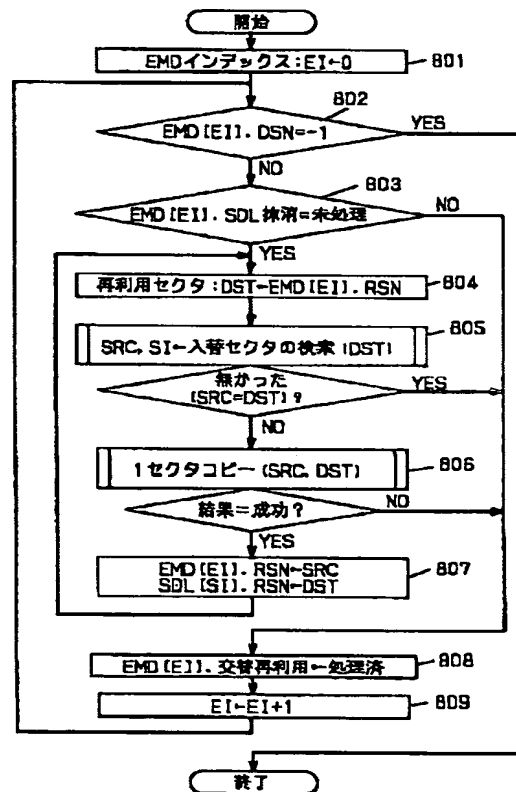 開始
EMDインデックス:EI←0
801
802
EMD[EI].DSN=-1
YES
NO
803
EMD[EI].SDL抹消=未処理
NO
YES
再利用セクタ:DST←EMD[EI].RSN
804
805
SRC,SI←入替セクタの検索[DST]
無かった
[SRC=DST]?
YES
NO
1セクタコピー(SRC,DST)
806
結果=成功?
NO
YES
EMD[EI].RSN←SRC
SDL[SI].RSN←DST
807
EMD[EI].交替再利用←処理済
808
EI←EI+1
809
終了